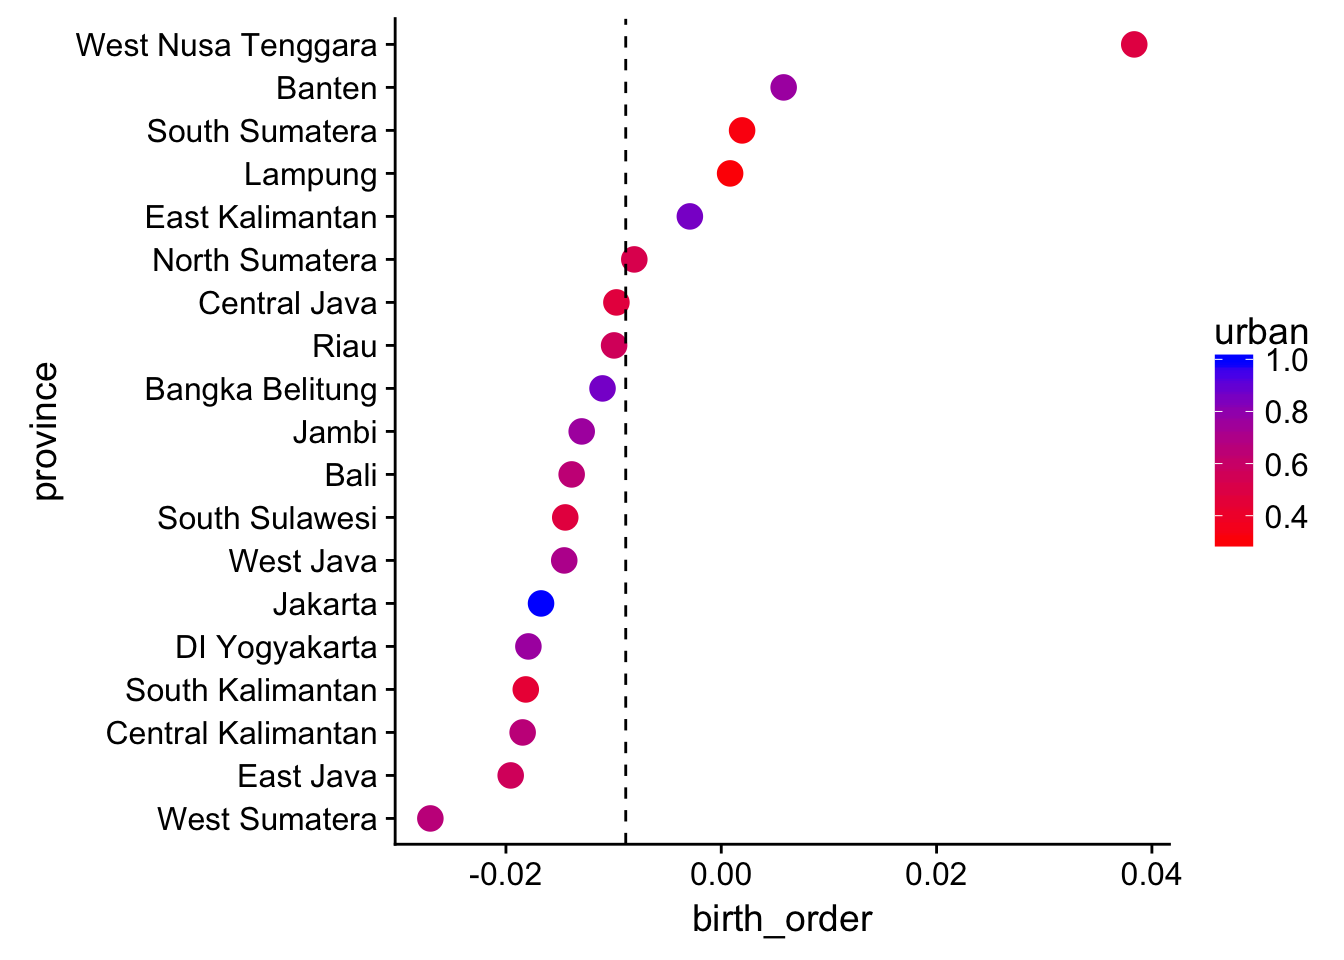 West Nusa Tenggara
Banten
South Sumatera
Lampung
East Kalimantan
North Sumatera
Central Java
Riau
Bangka Belitung
Jambi
Bali
South Sulawesi
West Java
Jakarta
DI Yogyakarta
South Kalimantan
Central Kalimantan
East Java
West Sumatera
province
-0.02 0.00 0.02 0.04
birth_order
urban
1.0
0.8
0.6
0.4